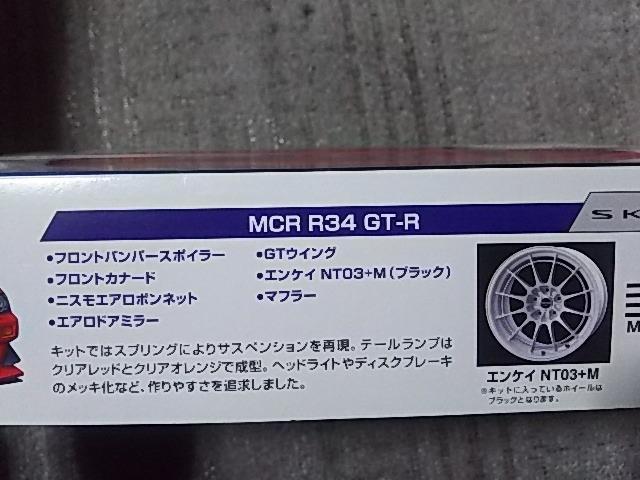 MCR R34 GT-R
SK
•フロントバンパースポイラー
•フロントカナード
•ニスモエアロボンネット
•エアロドアミラー
•GTウイング
•エンケイ NT03+M(ブラック)
•マフラー
M
キットではスプリングによりサスペンションを再現。テールランプは
クリアレッドとクリアオレンジで成型。ヘッドライトやディスクブレーキ
のメッキ化など、作りやすさを追求しました。
エンケイ NT03+M
※キットに入っているホイールは
ブラックとなります。